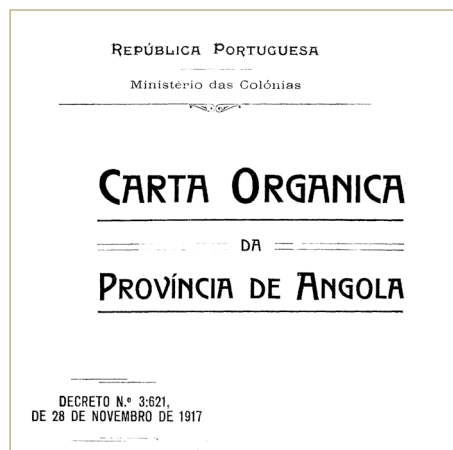 REPÚBLICA PORTUGUESA
Ministério das Colónias
CARTA ORGANICA
DA
PROVÍNCIA DE ANGOLA
DECRETO N.º 3:621,
DE 28 DE NOVEMBRO DE 1917